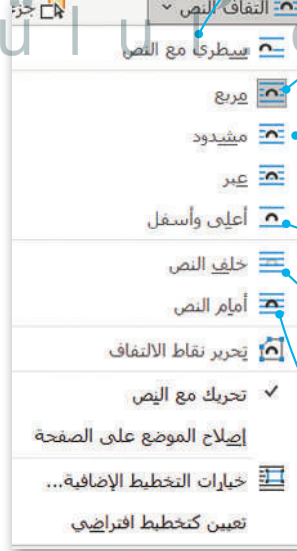 التفاف النص
جزء
سطري مع النص
مربع
مشدود
عبر
أعلى وأسفل
خلف النص
أمام النص
تحرير نقاط الالتفاف
تحريك مع النص
إصلاح الموضع على الصفحة
خيارات التخطيط الإضافية...
تعيين كتخطيط افتراضي